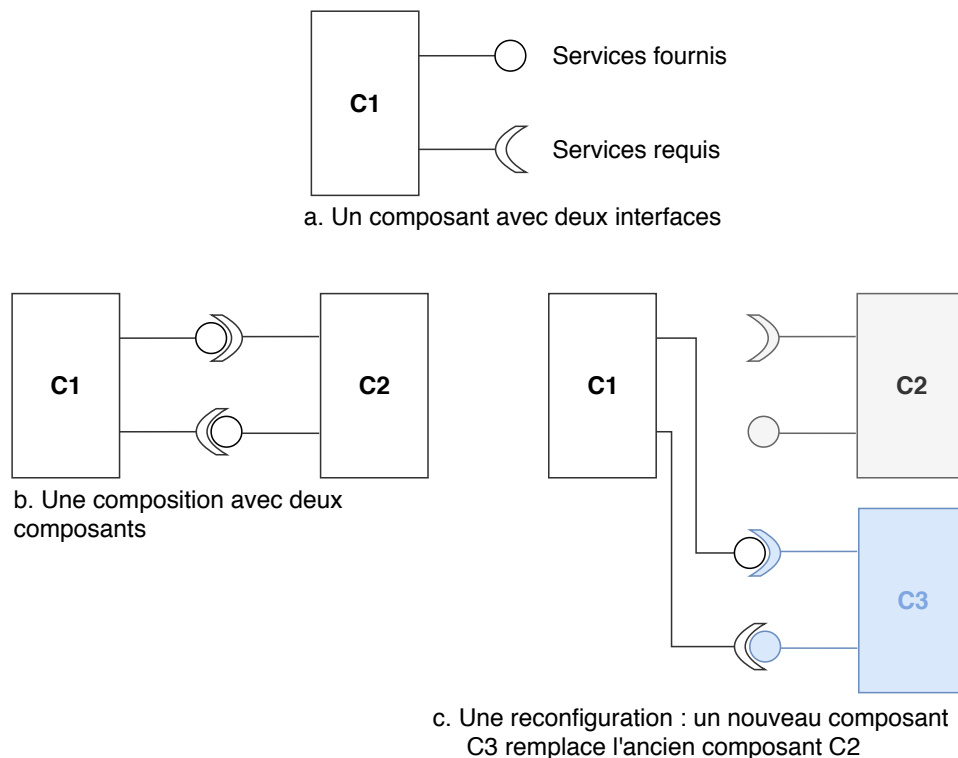 Services fournis
C1
Services requis
a. Un composant avec deux interfaces
C1
C2
b. Une composition avec deux
composants
C1
C2
C3
c. Une reconfiguration : un nouveau composant
C3 remplace l'ancien composant C2